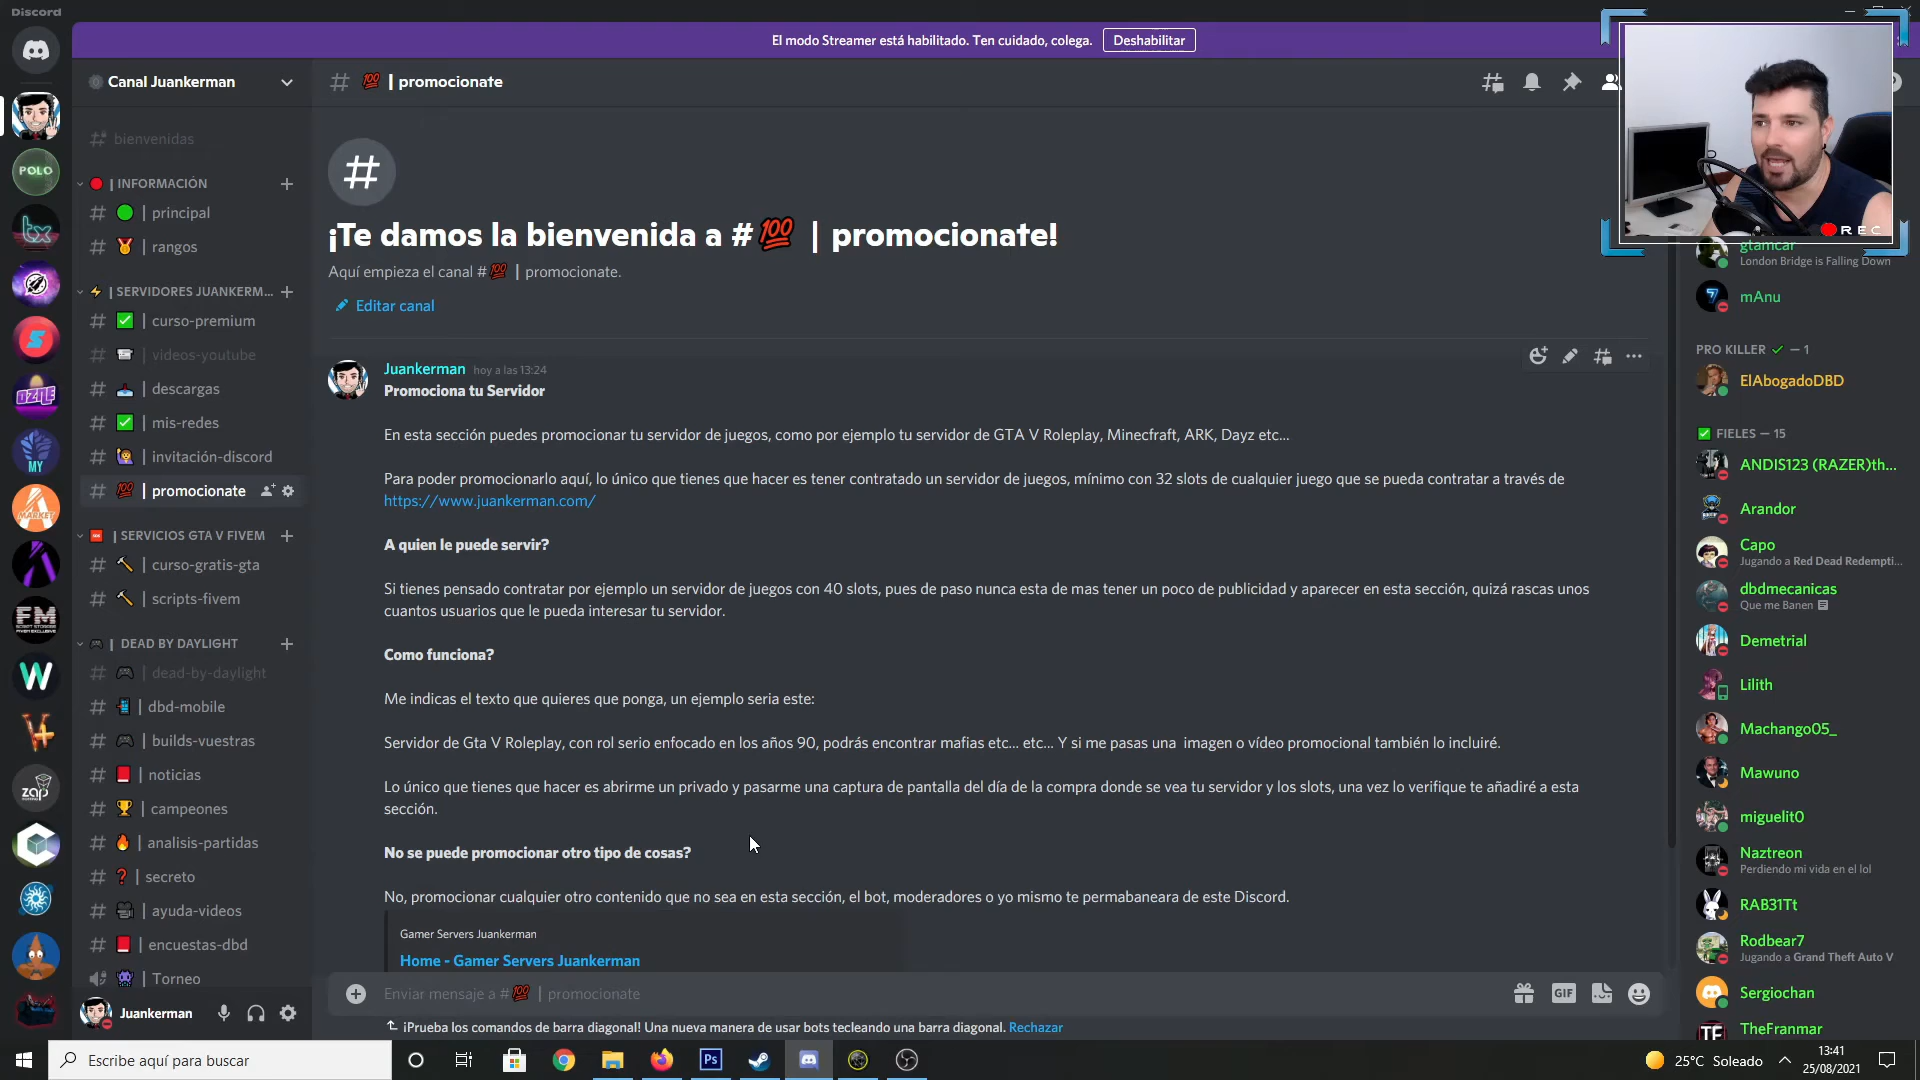 Discord
El modo Streamer está habilitado. Ten cuidado, colega.
Deshabilitar
Canal Juankerman
bienvenidas
| INFORMACIÓN
| principal
| rangos
| SERVIDORES JUANKERM...
| curso-premium
| videos-youtube
| descargas
| mis-redes
| invitación-discord
| promocionate
| SERVICIOS GTA V FIVEM
| curso-gratis-gta
| scripts-fivem
| DEAD BY DAYLIGHT
| dead-by-daylight
| dbd-mobile
| builds-vuestras
| noticias
| campeones
| analisis-partidas
| secreto
| ayuda-videos
| encuestas-dbd
| Torneo
Juankerman
POLO
OZNE
MY
MARKET
FM
W
V+
zap
# 💯 | promocionate
¡Te damos la bienvenida a #💯 | promocionate!
Aquí empieza el canal #💯 | promocionate.
Editar canal
Juankerman hoy a las 13:24
Promociona tu Servidor
En esta sección puedes promocionar tu servidor de juegos, como por ejemplo tu servidor de GTA V Roleplay, Minecfraft, ARK, Dayz etc...
Para poder promocionarlo aquí, lo único que tienes que hacer es tener contratado un servidor de juegos, mínimo con 32 slots de cualquier juego que se pueda contratar a través de
https://www.juankerman.com/
A quien le puede servir?
Si tienes pensado contratar por ejemplo un servidor de juegos con 40 slots, pues de paso nunca esta de mas tener un poco de publicidad y aparecer en esta sección, quizá rascas unos
cuantos usuarios que le pueda interesar tu servidor.
Como funciona?
Me indicas el texto que quieres que ponga, un ejemplo seria este:
Servidor de Gta V Roleplay, con rol serio enfocado en los años 90, podrás encontrar mafias etc... etc... Y si me pasas una imagen o vídeo promocional también lo incluiré.
Lo único que tienes que hacer es abrirme un privado y pasarme una captura de pantalla del día de la compra donde se vea tu servidor y los slots, una vez lo verifique te añadiré a esta
sección.
No se puede promocionar otro tipo de cosas?
No, promocionar cualquier otro contenido que no sea en esta sección, el bot, moderadores o yo mismo te permabaneara de este Discord.
Gamer Servers Juankerman
Home - Gamer Servers Juankerman
Enviar mensaje a #💯 | promocionate
GIF
¡Prueba los comandos de barra diagonal! Una nueva manera de usar bots tecleando una barra diagonal. Rechazar
REC
gtamcar
London Bridge is Falling Down
mAnu
PRO KILLER ✓ — 1
ElAbogadoDBD
✅ FIELES — 15
ANDIS123 (RAZER)th...
Arandor
Capo
Jugando a Red Dead Redempti...
dbdmecanicas
Que me Banen
Demetrial
Lilith
Machango05_
Mawuno
miguelit0
Naztreon
Perdiendo mi vida en el lol
RAB31Tt
Rodbear7
Jugando a Grand Theft Auto V
Sergiochan
TF
TheFranmar
Escribe aquí para buscar
Ps
25°C Soleado
13:41
25/08/2021